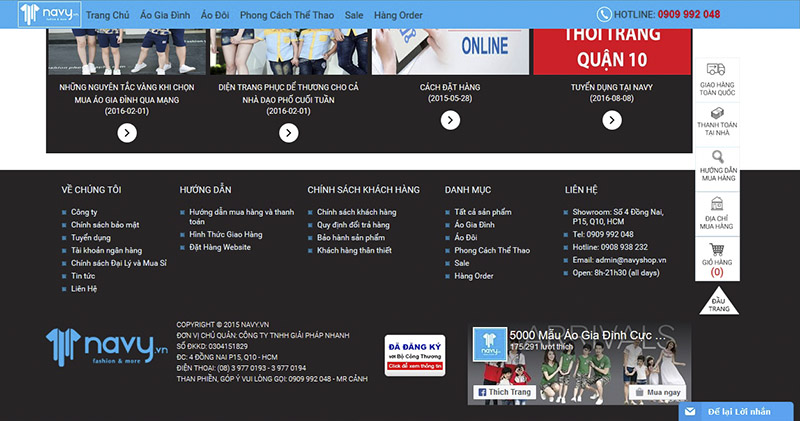 navy.vn
fashion & more
Trang Chủ Áo Gia Đình Áo Đôi Phong Cách Thể Thao Sale Hàng Order
HOTLINE: 0909 992 048
ONLINE
THỜI TRANG
QUẬN 10
NHỮNG NGUYÊN TẮC VÀNG KHI CHỌN
MUA ÁO GIA ĐÌNH QUA MẠNG
(2016-02-01)
DIỆN TRANG PHỤC DỄ THƯƠNG CHO CẢ
NHÀ DẠO PHỐ CUỐI TUẦN
(2016-02-01)
CÁCH ĐẶT HÀNG
(2015-05-28)
TUYỂN DỤNG TẠI NAVY
(2016-08-08)
GIAO HÀNG
TOÀN QUỐC
THANH TOÁN
TẠI NHÀ
HƯỚNG DẪN
MUA HÀNG
ĐỊA CHỈ
MUA HÀNG
GIỎ HÀNG
(0)
ĐẦU
TRANG
VỀ CHÚNG TÔI
Công ty
Chính sách bảo mật
Tuyển dụng
Tài khoản ngân hàng
Chính sách Đại Lý và Mua Sỉ
Tin tức
Liên Hệ
HƯỚNG DẪN
Hướng dẫn mua hàng và thanh
toán
Hình Thức Giao Hàng
Đặt Hàng Website
CHÍNH SÁCH KHÁCH HÀNG
Chính sách khách hàng
Quy định đổi trả hàng
Bảo hành sản phẩm
Khách hàng thân thiết
DANH MỤC
Tất cả sản phẩm
Áo Gia Đình
Áo Đôi
Phong Cách Thể Thao
Sale
Hàng Order
LIÊN HỆ
Showroom: Số 4 Đồng Nai,
P15, Q10, HCM
Tel: 0909 992 048
Hotline: 0908 938 232
Email: admin@navyshop.vn
Open: 8h-21h30 (all days)
navy.vn
fashion & more
COPYRIGHT © 2015 NAVY.VN
ĐƠN VỊ CHỦ QUẢN: CÔNG TY TNHH GIẢI PHÁP NHANH
SỐ ĐKKD: 0304151829
ĐC: 4 ĐỒNG NAI P15, Q10 - HCM
ĐIỆN THOẠI: (08) 3 977 0193 - 3 977 0194
THAN PHIỀN, GÓP Ý VUI LÒNG GỌI: 0909 992 048 - MR CẢNH
ĐÃ ĐĂNG KÝ
với Bộ Công Thương
Click để xem thông tin
ARRIVALS
navy.vn
5000 Mẫu Áo Gia Đình Cực ...
175.291 lượt thích
Thích Trang
Mua ngay
Để lại Lời nhắn